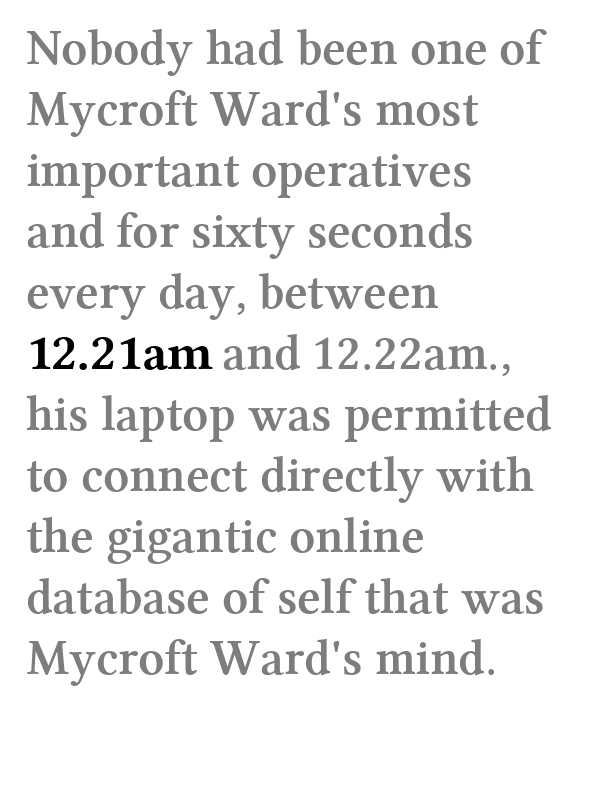 Nobody had been one of
Mycroft Ward's most
important operatives
and for sixty seconds
every day, between
12.21am and 12.22am.,
his laptop was permitted
to connect directly with
the gigantic online
database of self that was
Mycroft Ward's mind.